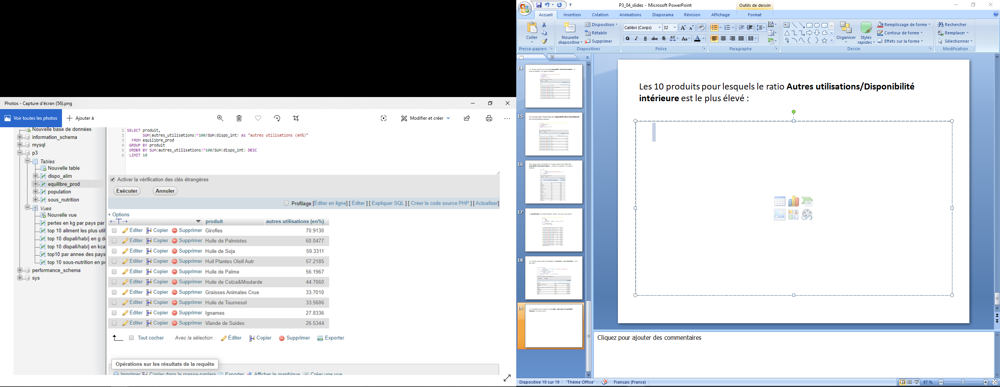 Photos - Capture d'écran (56).png
Voir toutes les photos
Ajouter à
Modifier et créer
Nouvelle base de données
information_schema
mysql
p3
Tables
Nouvelle table
dispo_alim
equilibre_prod
population
sous_nutrition
Vues
Nouvelle vue
pertes en kg par pays par
top 10 aliment les plus util
top 10 dispali/hab/j en g d
top 10 dispali/hab/j en kca
top10 par annee des pays
top 10 sous-nutrition en po
performance_schema
sys
1 SELECT produit,
2 SUM(autres_utilisations)*100/SUM(dispo_int) as "autres utilisations (en%)"
3 FROM equilibre_prod
4 GROUP BY produit
5 ORDER BY SUM(autres_utilisations)*100/SUM(dispo_int) DESC
6 LIMIT 10
Activer la vérification des clés étrangères
Exécuter Annuler
Profilage [Éditer en ligne] [ Éditer ] [ Expliquer SQL ] [ Créer le code source PHP ] [ Actualiser]
+ Options
produit autres utilisations (en%)
Éditer Copier Supprimer Girofles 70.9130
Éditer Copier Supprimer Huile de Palmistes 60.0477
Éditer Copier Supprimer Huile de Soja 59.3311
Éditer Copier Supprimer Huil Plantes Oleif Autr 57.2185
Éditer Copier Supprimer Huile de Palme 56.1967
Éditer Copier Supprimer Huile de Colza&Moutarde 44.7060
Éditer Copier Supprimer Graisses Animales Crue 33.7010
Éditer Copier Supprimer Huile de Tournesol 33.5606
Éditer Copier Supprimer Ignames 27.8336
Éditer Copier Supprimer Viande de Suides 26.5344
Tout cocher Avec la sélection : Éditer Copier Supprimer Exporter
Opérations sur les résultats de la requête
Imprimer Copier dans le presse-papiers Exporter Afficher le graphique Créer une vue
P3_04_slides - Microsoft PowerPoint
Outils de dessin
Accueil Insertion Création Animations Diaporama Révision Affichage Format
Coller
Presse-papiers
Nouvelle diapositive
Disposition
Rétablir
Supprimer
Diapositives
Calibri (Corps) 32
G I S abc S AV Aa A
Police
Paragraphe
Organiser
Styles rapides
Remplissage de forme
Contour de forme
Effets sur la forme
Dessin
Rechercher
Remplacer
Sélectionner
Modification
14
15
16
17
18
19
Les 10 produits pour lesquels le ratio Autres utilisations/Disponibilité
intérieure est le plus élevé :
Cliquez pour ajouter des commentaires
Diapositive 19 sur 19 "Thème Office" Français (France) 97 %